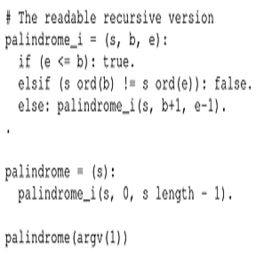 # The readable recursive version
palindrome_i = (s, b, e):
  if (e <= b): true.
  elsif (s ord(b) != s ord(e)): false.
  else: palindrome_i(s, b+1, e-1).
.

palindrome = (s):
  palindrome_i(s, 0, s length - 1).

palindrome(argv(1))